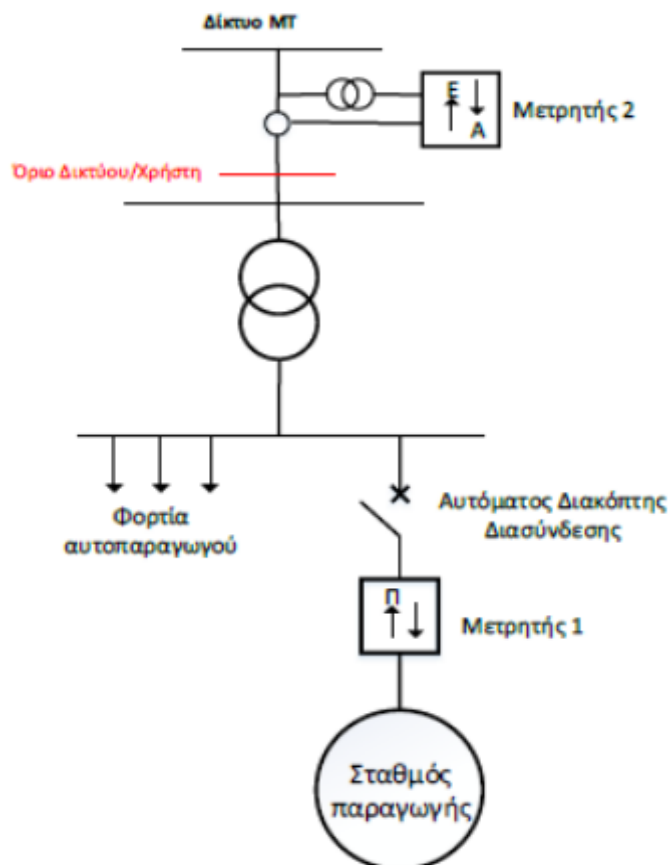 Δίκτυο ΜΤ
Ε
Α
Μετρητής 2
Όριο Δικτύου/Χρήστη
Φορτία
αυτοπαραγωγού
Αυτόματος Διακόπτης
Διασύνδεσης
Π
Μετρητής 1
Σταθμός
παραγωγής